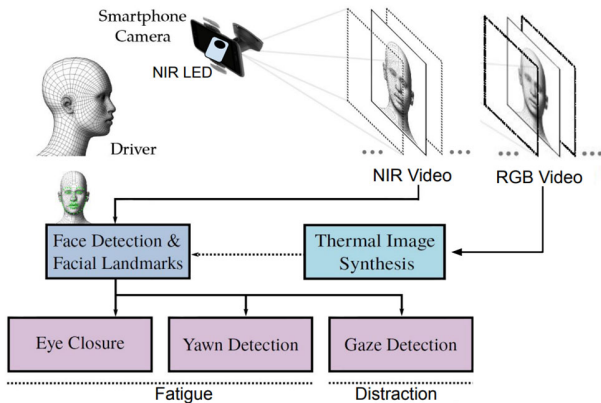 Smartphone
Camera
NIR LED
Driver
NIR Video
RGB Video
Face Detection &
Facial Landmarks
Thermal Image
Synthesis
Eye Closure
Yawn Detection
Gaze Detection
Fatigue
Distraction